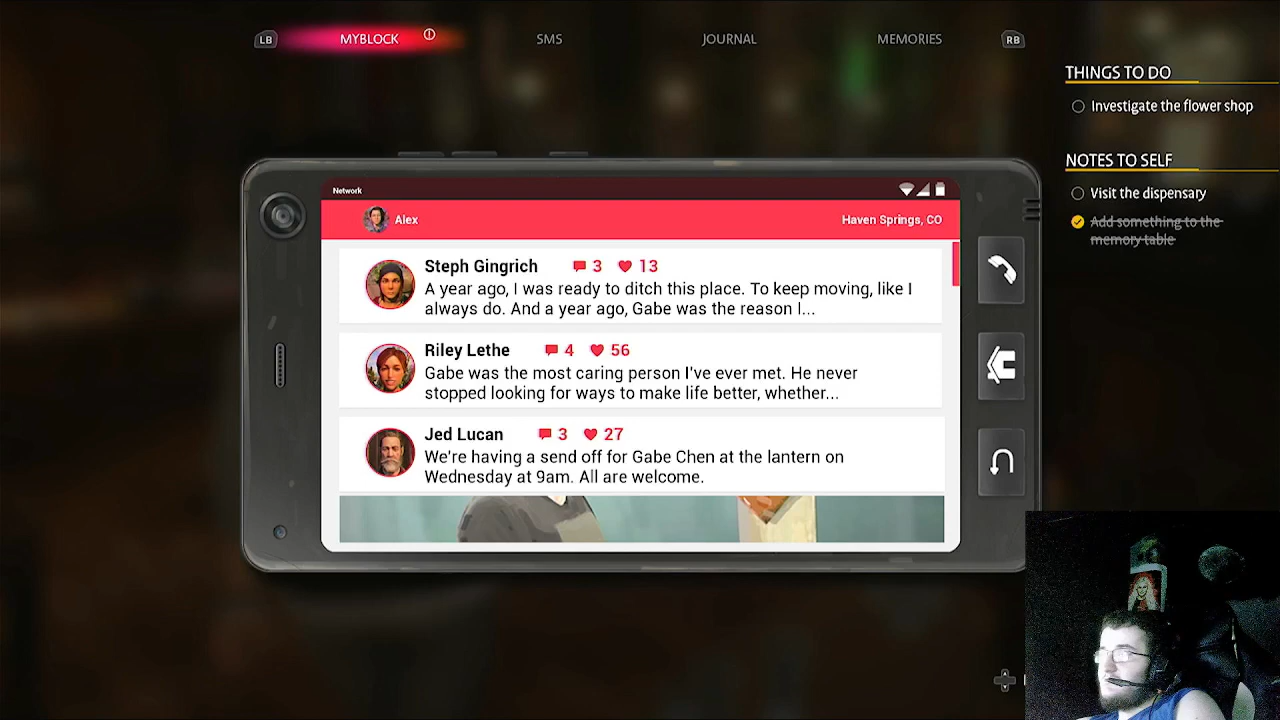 LB
MYBLOCK
SMS
JOURNAL
MEMORIES
RB
THINGS TO DO
Investigate the flower shop
NOTES TO SELF
Visit the dispensary
Add something to the
memory table
Network
Alex
Haven Springs, CO
Steph Gingrich 3 13
A year ago, I was ready to ditch this place. To keep moving, like I
always do. And a year ago, Gabe was the reason I...
Riley Lethe 4 56
Gabe was the most caring person I've ever met. He never
stopped looking for ways to make life better, whether...
Jed Lucan 3 27
We're having a send off for Gabe Chen at the lantern on
Wednesday at 9am. All are welcome.